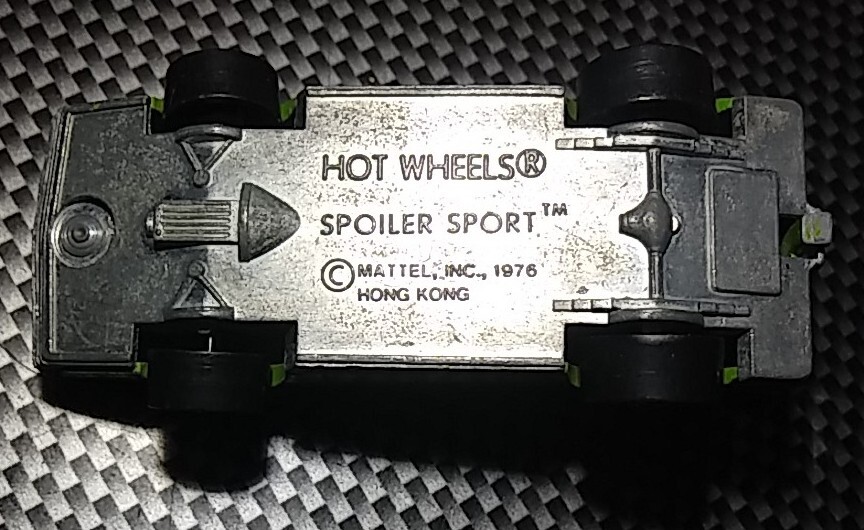 HOT WHEELS®
SPOILER SPORT™
© MATTEL, INC., 1976
HONG KONG